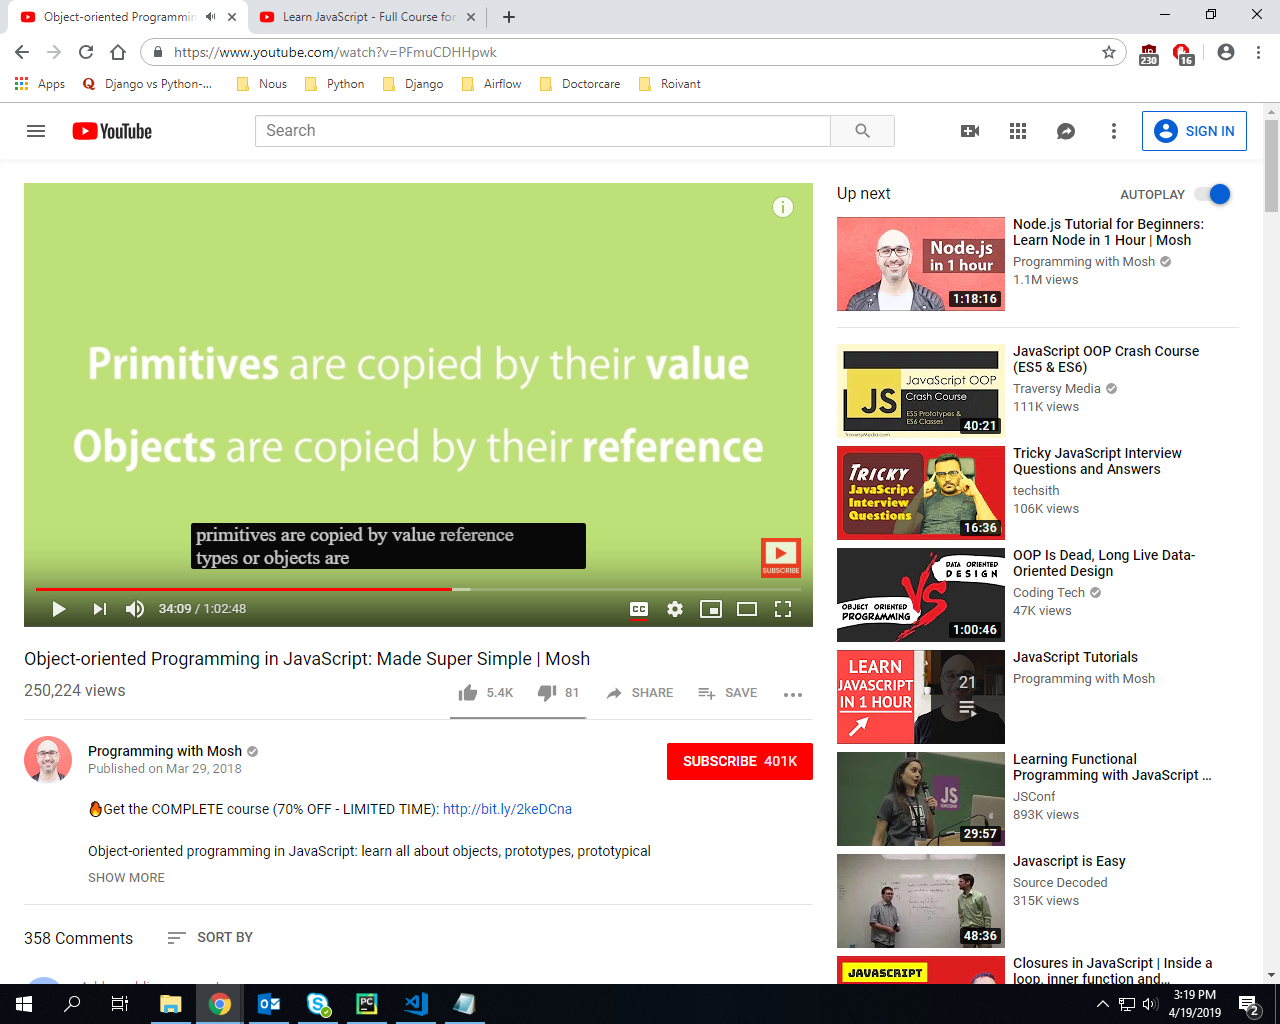 Object-oriented Programmin
Learn JavaScript - Full Course for
https://www.youtube.com/watch?v=PFmuCDHHpwk
230
16
Apps
Django vs Python-...
Nous
Python
Django
Airflow
Doctorcare
Roivant
YouTube
Search
SIGN IN
Primitives are copied by their value
Objects are copied by their reference
primitives are copied by value reference
types or objects are
SUBSCRIBE
34:09 / 1:02:48
CC
Object-oriented Programming in JavaScript: Made Super Simple | Mosh
250,224 views
5.4K
81
SHARE
SAVE
Programming with Mosh
Published on Mar 29, 2018
SUBSCRIBE 401K
Get the COMPLETE course (70% OFF - LIMITED TIME): http://bit.ly/2keDCna
Object-oriented programming in JavaScript: learn all about objects, prototypes, prototypical
SHOW MORE
358 Comments
SORT BY
Up next
AUTOPLAY
Node.js
in 1 hour
1:18:16
Node.js Tutorial for Beginners:
Learn Node in 1 Hour | Mosh
Programming with Mosh
1.1M views
JavaScript OOP
JS
Crash Course
ES5 Prototypes &
ES6 Classes
TraversyMedia.com
40:21
JavaScript OOP Crash Course
(ES5 & ES6)
Traversy Media
111K views
TRICKY
JavaScript
Interview
Questions
16:36
Tricky JavaScript Interview
Questions and Answers
techsith
106K views
DATA ORIENTED
DESIGN
VS
OBJECT ORIENTED
PROGRAMMING
1:00:46
OOP Is Dead, Long Live Data-
Oriented Design
Coding Tech
47K views
LEARN
JAVASCRIPT
IN 1 HOUR
21
JavaScript Tutorials
Programming with Mosh
JS
29:57
Learning Functional
Programming with JavaScript ...
JSConf
893K views
48:36
Javascript is Easy
Source Decoded
315K views
JAVASCRIPT
Closures in JavaScript | Inside a
loop, inner function and...
3:19 PM
4/19/2019
2